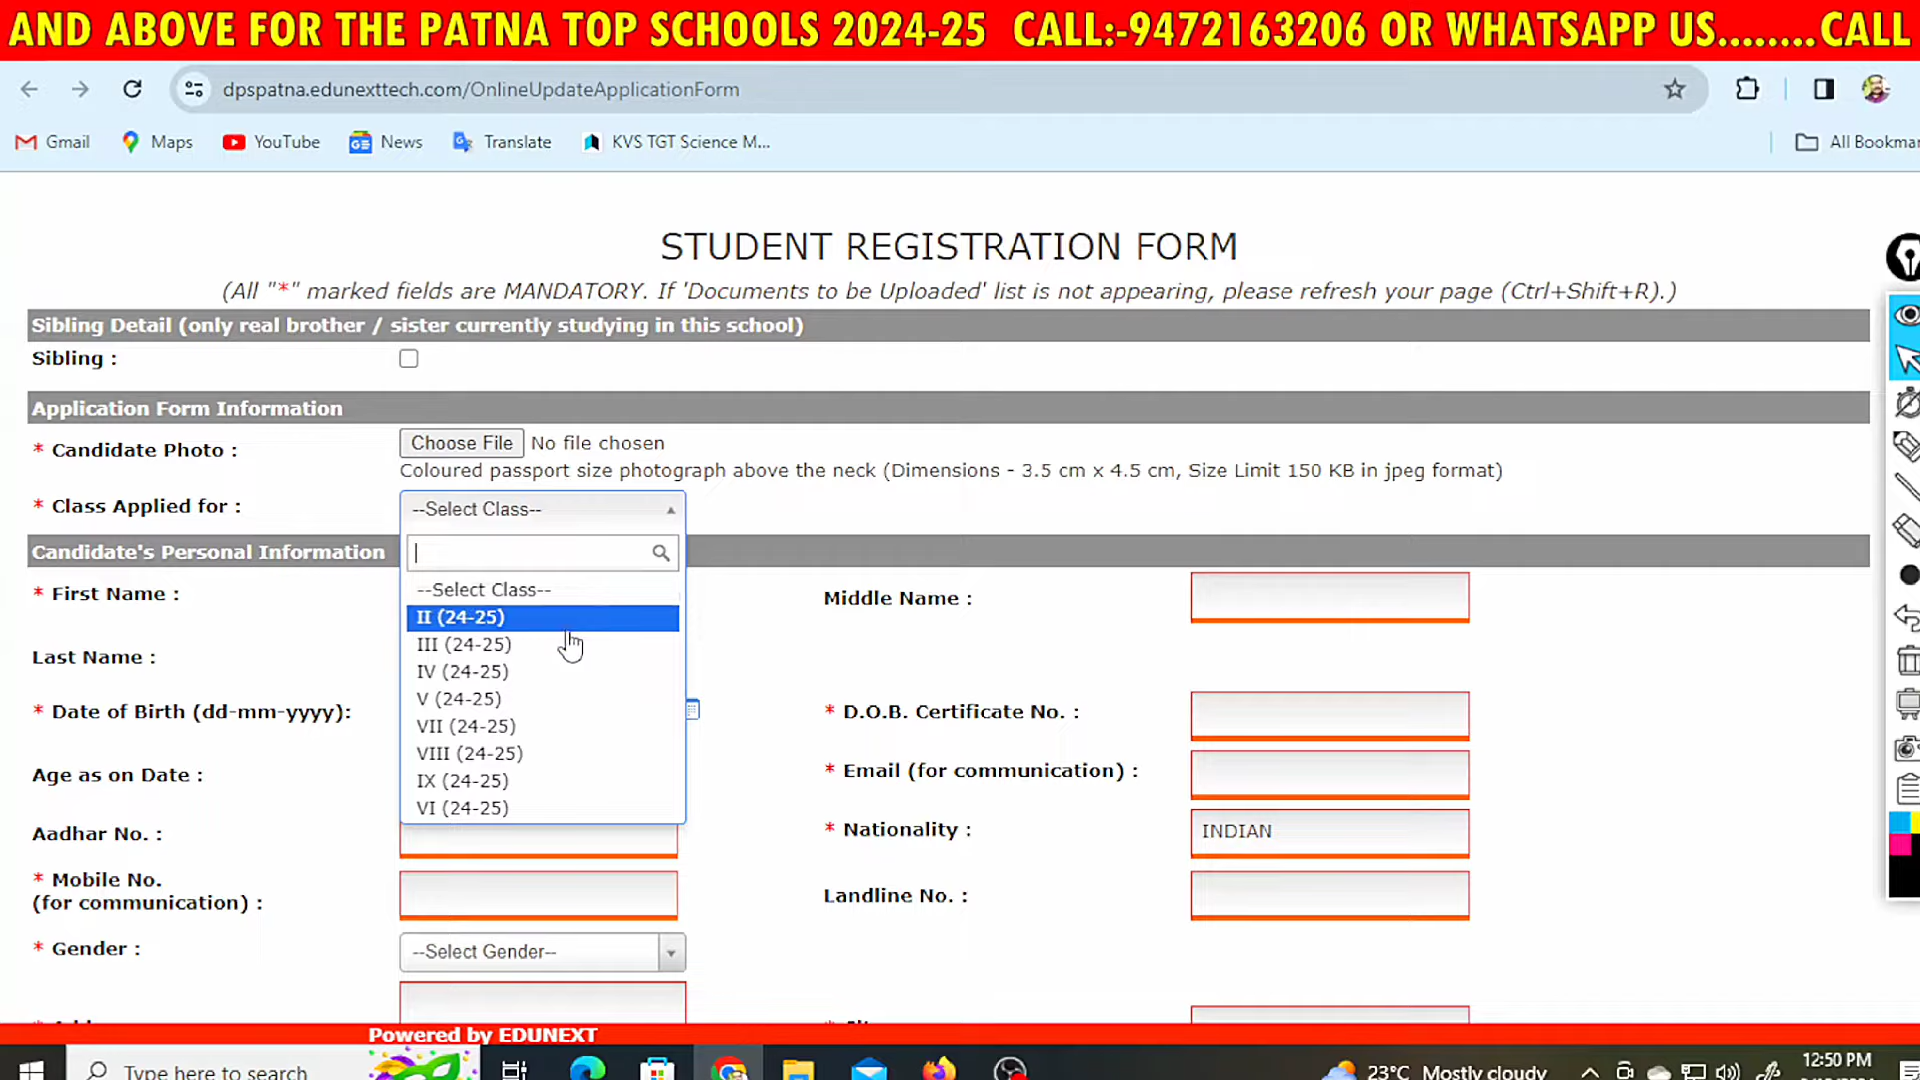 AND ABOVE FOR THE PATNA TOP SCHOOLS 2024-25 CALL:-9472163206 OR WHATSAPP US........CALL
dpspatna.edunexttech.com/OnlineUpdateApplicationForm
Gmail Maps YouTube News Translate KVS TGT Science M... All Bookmar
STUDENT REGISTRATION FORM
(All "*" marked fields are MANDATORY. If 'Documents to be Uploaded' list is not appearing, please refresh your page (Ctrl+Shift+R).)
Sibling Detail (only real brother / sister currently studying in this school)
Sibling :
Application Form Information
* Candidate Photo : Choose File No file chosen
Coloured passport size photograph above the neck (Dimensions - 3.5 cm x 4.5 cm, Size Limit 150 KB in jpeg format)
* Class Applied for : --Select Class--
Candidate's Personal Information
--Select Class--
II (24-25)
III (24-25)
IV (24-25)
V (24-25)
VII (24-25)
VIII (24-25)
IX (24-25)
VI (24-25)
* First Name : Middle Name :
Last Name :
* Date of Birth (dd-mm-yyyy): * D.O.B. Certificate No. :
Age as on Date : * Email (for communication) :
Aadhar No. : * Nationality : INDIAN
* Mobile No.
(for communication) : Landline No. :
* Gender : --Select Gender--
Powered by EDUNEXT
Type here to search 23°C Mostly cloudy 12:50 PM